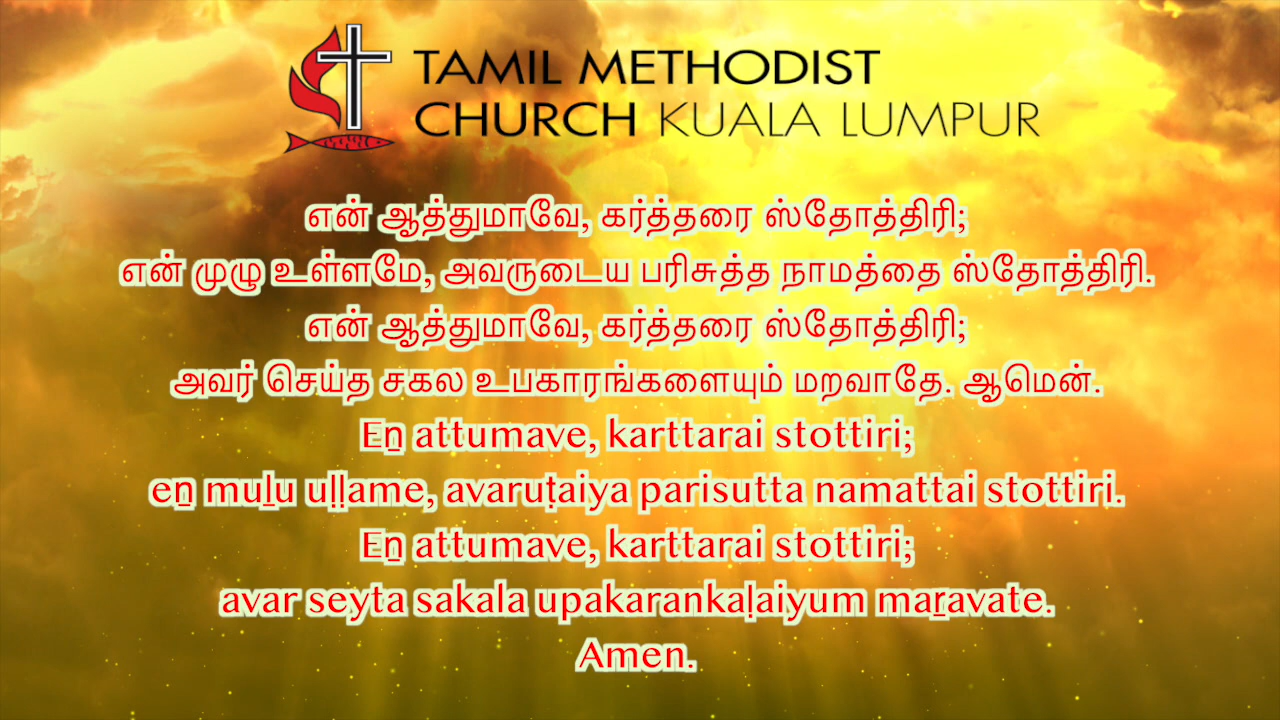 TAMIL METHODIST
CHURCH KUALA LUMPUR
என் ஆத்துமாவே, கர்த்தரை ஸ்தோத்திரி;
என் முழு உள்ளமே, அவருடைய பரிசுத்த நாமத்தை ஸ்தோத்திரி.
என் ஆத்துமாவே, கர்த்தரை ஸ்தோத்திரி;
அவர் செய்த சகல உபகாரங்களையும் மறவாதே. ஆமென்.
Eṉ attumave, karttarai stottiri;
eṉ muḻu uḷḷame, avaruṭaiya parisutta namattai stottiri.
Eṉ attumave, karttarai stottiri;
avar seyta sakala upakarankaḷaiyum maṟavate.
Amen.